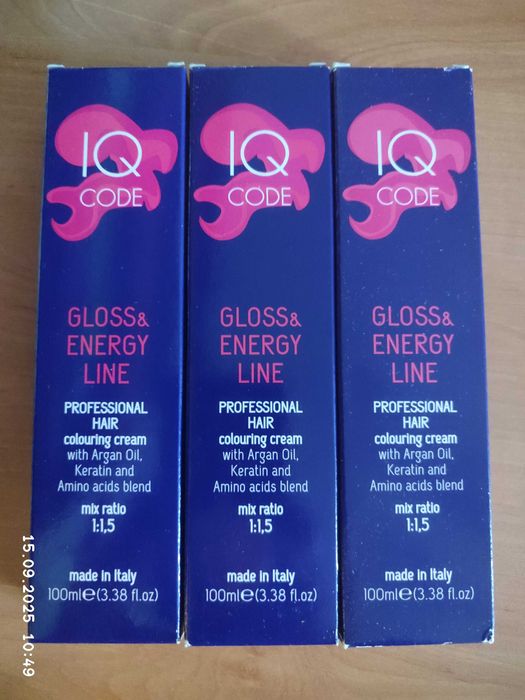 IQ
CODE
GLOSS&
ENERGY
LINE
PROFESSIONAL
HAIR
colouring cream
with Argan Oil,
Keratin and
Amino acids blend
mix ratio
1:1,5
made in Italy
100ml℮(3.38 fl.oz)
IQ
CODE
GLOSS&
ENERGY
LINE
PROFESSIONAL
HAIR
colouring cream
with Argan Oil,
Keratin and
Amino acids blend
mix ratio
1:1,5
made in Italy
100ml℮(3.38 fl.oz)
IQ
CODE
GLOSS&
ENERGY
LINE
PROFESSIONAL
HAIR
colouring cream
with Argan Oil,
Keratin and
Amino acids blend
mix ratio
1:1,5
made in Italy
100ml℮(3.38 fl.oz)
15.09.2025 10:49